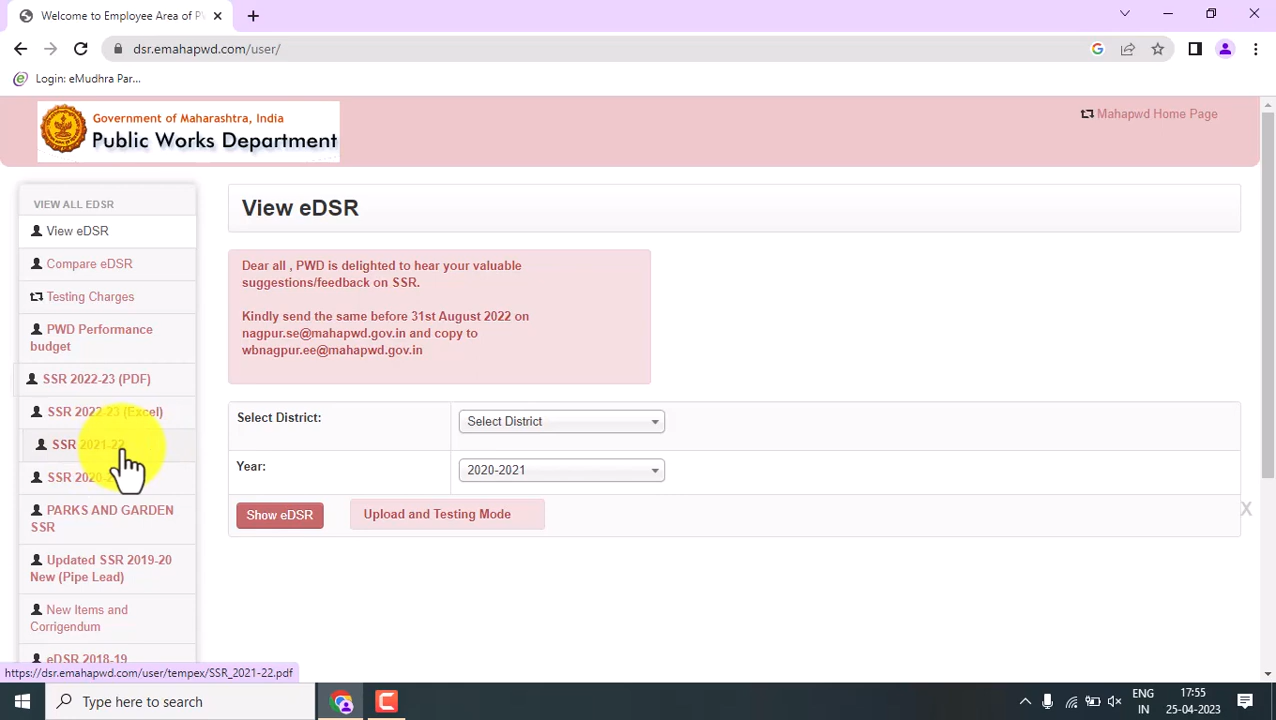 Welcome to Employee Area of PW
dsr.emahapwd.com/user/
Login: eMudhra Par...
Government of Maharashtra, India
Public Works Department
Mahapwd Home Page
VIEW ALL EDSR
View eDSR
Compare eDSR
Testing Charges
PWD Performance
budget
SSR 2022-23 (PDF)
SSR 2022-23 (Excel)
SSR 2021-22
SSR 2020-2
PARKS AND GARDEN
SSR
Updated SSR 2019-20
New (Pipe Lead)
New Items and
Corrigendum
eDSR 2018-19
View eDSR
Dear all , PWD is delighted to hear your valuable
suggestions/feedback on SSR.
Kindly send the same before 31st August 2022 on
nagpur.se@mahapwd.gov.in and copy to
wbnagpur.ee@mahapwd.gov.in
Select District:
Select District
Year:
2020-2021
Show eDSR
Upload and Testing Mode
X
https://dsr.emahapwd.com/user/tempex/SSR_2021-22.pdf
Type here to search
ENG
IN
17:55
25-04-2023